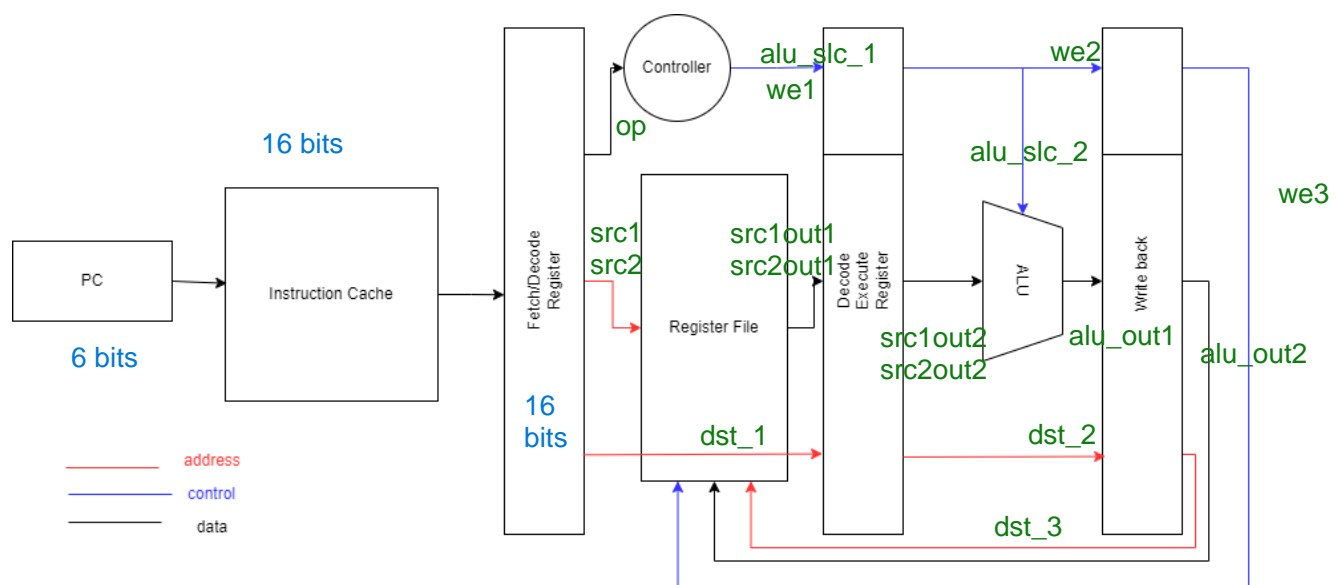 Controller
alu_slc_1
we1
we2
op
16 bits
alu_slc_2
we3
PC
6 bits
Instruction Cache
Fetch/Decode
Register
src1
src2
Register File
src1out1
src2out1
Decode
Execute
Register
src1out2
src2out2
ALU
alu_out1
Write back
alu_out2
16
bits
dst_1
dst_2
dst_3
address
control
data